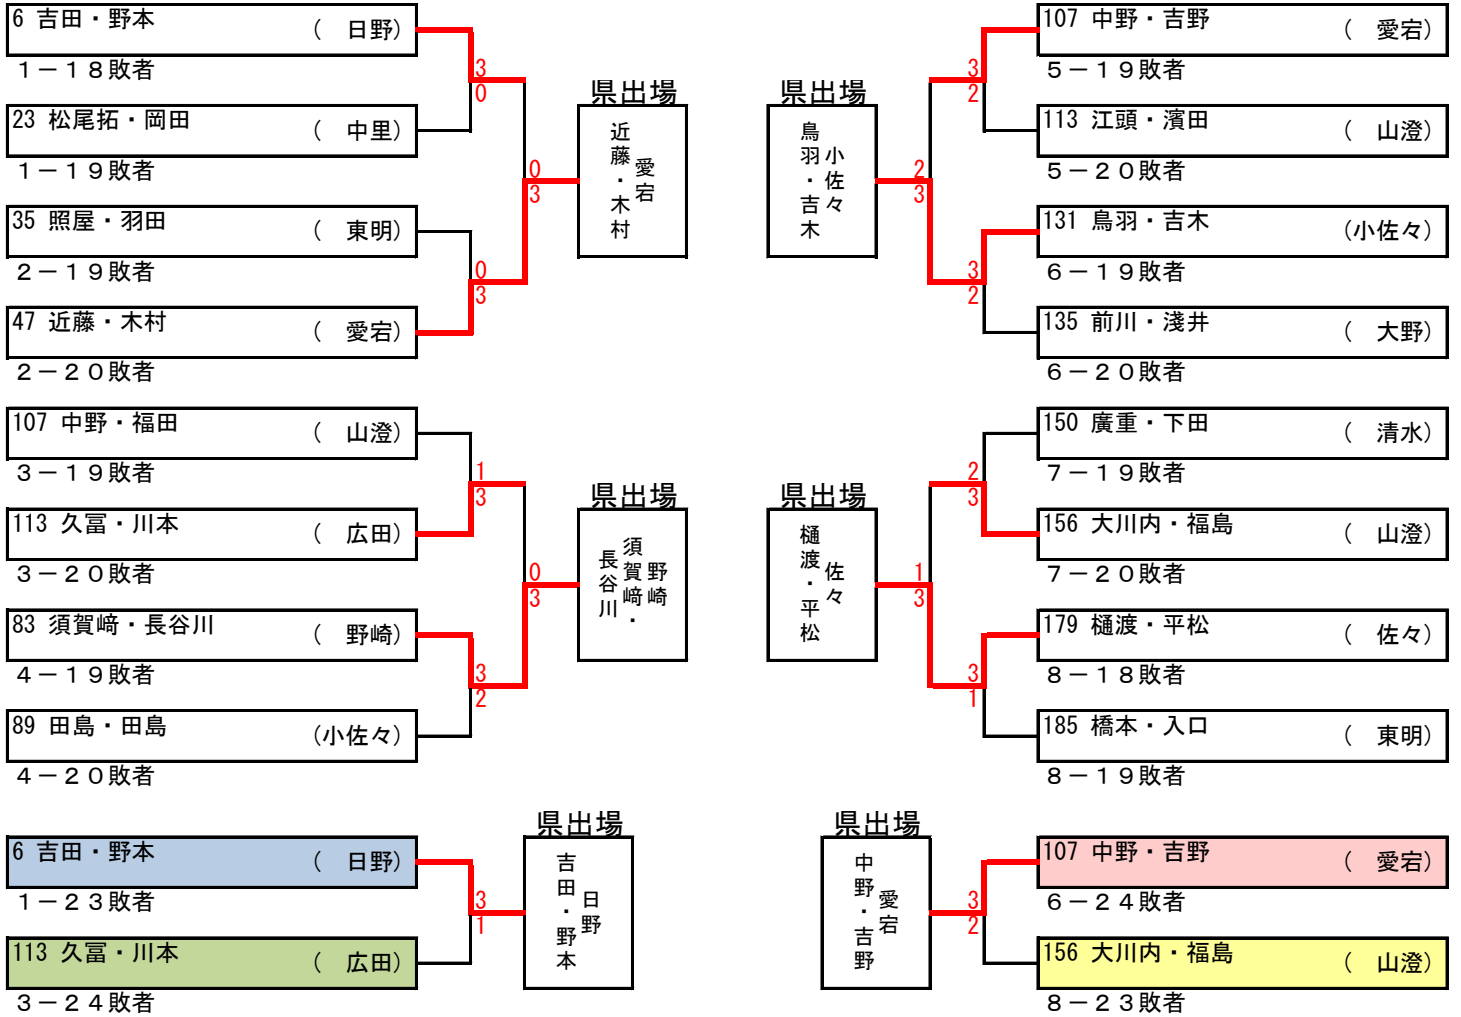 6 吉田・野本 ( 日野)
1－18敗者
3
0
23 松尾拓・岡田 ( 中里)
1－19敗者
0
3
県出場
近藤・木村
愛宕
35 照屋・羽田 ( 東明)
2－19敗者
0
3
47 近藤・木村 ( 愛宕)
2－20敗者
107 中野・福田 ( 山澄)
3－19敗者
1
3
113 久冨・川本 ( 広田)
3－20敗者
0
3
県出場
野崎
須賀﨑・
長谷川
83 須賀﨑・長谷川 ( 野崎)
4－19敗者
3
2
89 田島・田島 (小佐々)
4－20敗者
6 吉田・野本 ( 日野)
1－23敗者
3
1
県出場
吉田・野本
日野
113 久冨・川本 ( 広田)
3－24敗者
107 中野・吉野 ( 愛宕)
5－19敗者
3
2
113 江頭・濱田 ( 山澄)
5－20敗者
県出場
小佐々
鳥羽・吉木
2
3
131 鳥羽・吉木 (小佐々)
6－19敗者
3
2
135 前川・淺井 ( 大野)
6－20敗者
150 廣重・下田 ( 清水)
7－19敗者
2
3
156 大川内・福島 ( 山澄)
7－20敗者
県出場
樋渡・平松
佐々
1
3
179 樋渡・平松 ( 佐々)
8－18敗者
3
1
185 橋本・入口 ( 東明)
8－19敗者
県出場
中野・吉野
愛宕
107 中野・吉野 ( 愛宕)
6－24敗者
3
2
156 大川内・福島 ( 山澄)
8－23敗者